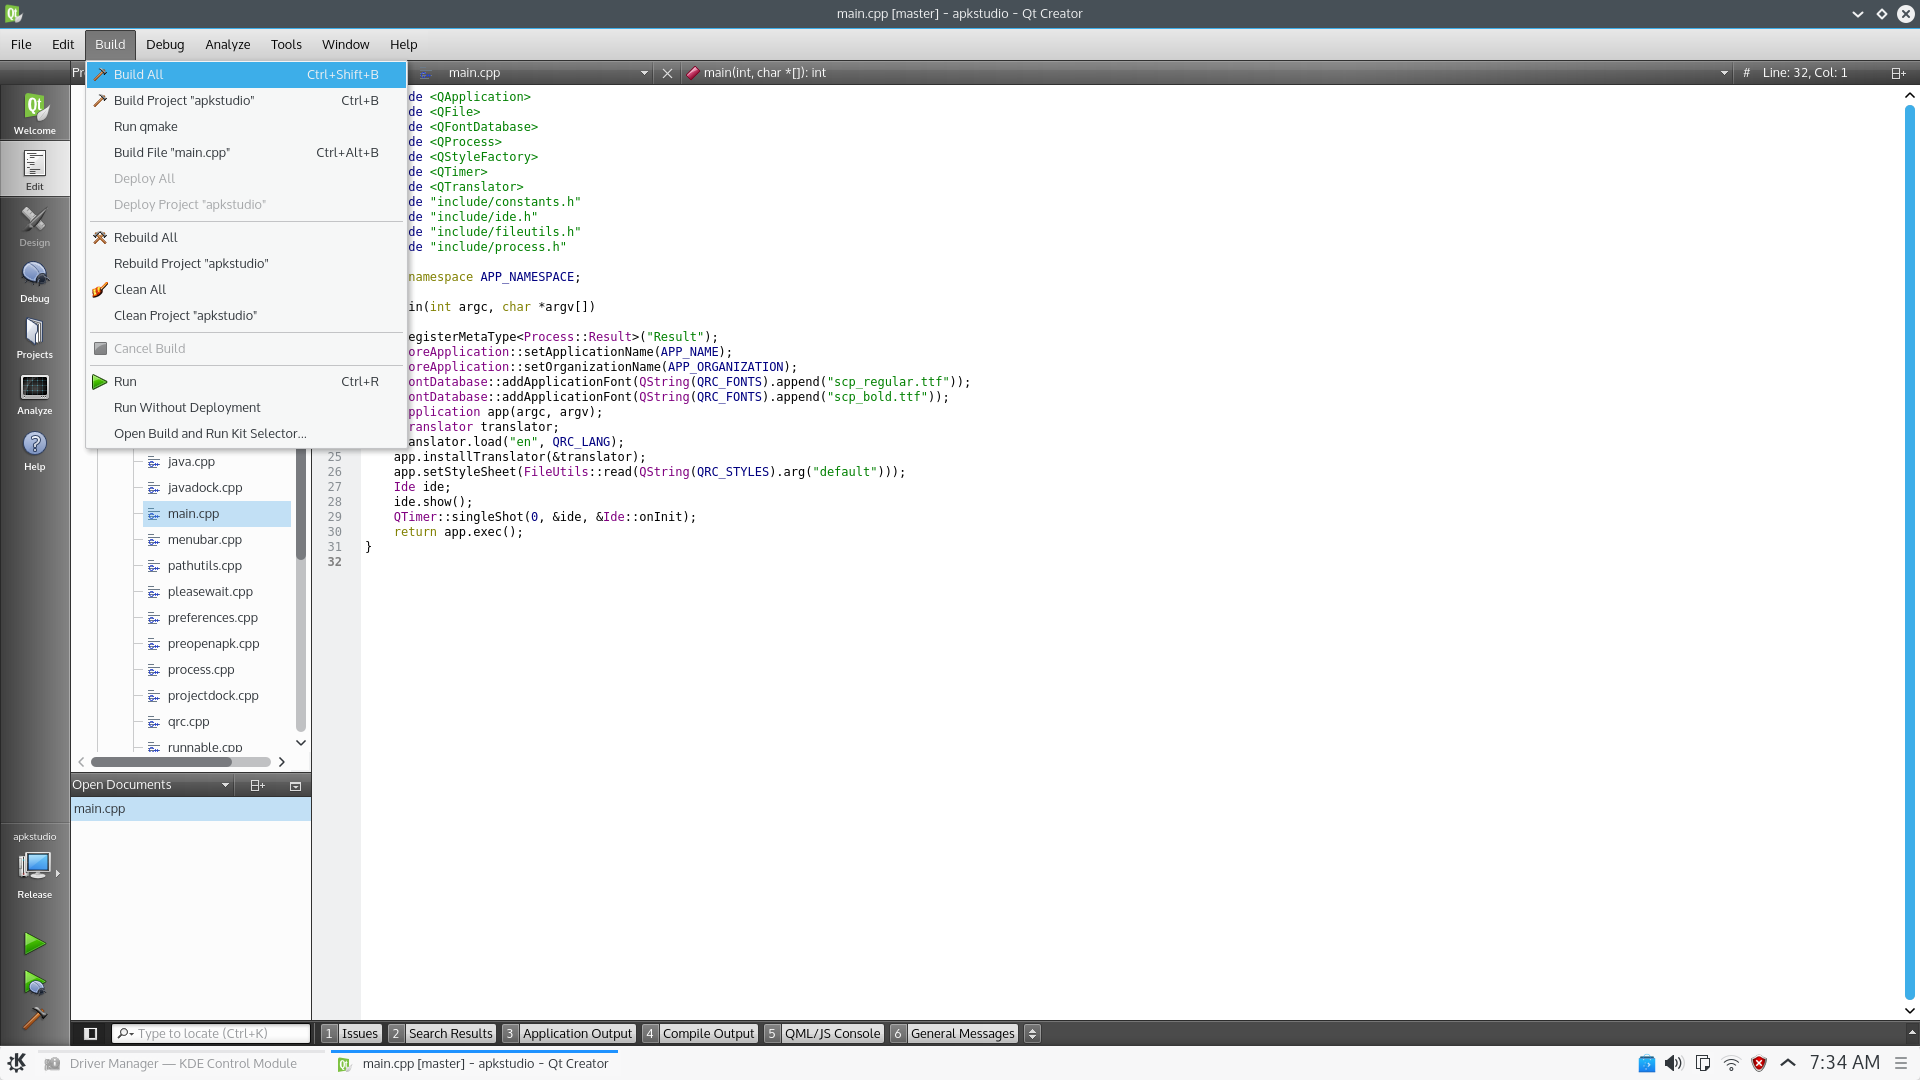 main.cpp [master] - apkstudio - Qt Creator
File Edit Build Debug Analyze Tools Window Help
main.cpp main(int, char *[]): int # Line: 32, Col: 1
Build All Ctrl+Shift+B
Build Project "apkstudio" Ctrl+B
Run qmake
Build File "main.cpp" Ctrl+Alt+B
Deploy All
Deploy Project "apkstudio"
Rebuild All
Rebuild Project "apkstudio"
Clean All
Clean Project "apkstudio"
Cancel Build
Run Ctrl+R
Run Without Deployment
Open Build and Run Kit Selector...
Welcome
Edit
Design
Debug
Projects
Analyze
Help
de <QApplication>
de <QFile>
de <QFontDatabase>
de <QProcess>
de <QStyleFactory>
de <QTimer>
de <QTranslator>
de "include/constants.h"
de "include/ide.h"
de "include/fileutils.h"
de "include/process.h"
namespace APP_NAMESPACE;
in(int argc, char *argv[])
egisterMetaType<Process::Result>("Result");
oreApplication::setApplicationName(APP_NAME);
oreApplication::setOrganizationName(APP_ORGANIZATION);
ontDatabase::addApplicationFont(QString(QRC_FONTS).append("scp_regular.ttf"));
ontDatabase::addApplicationFont(QString(QRC_FONTS).append("scp_bold.ttf"));
pplication app(argc, argv);
ranslator translator;
anslator.load("en", QRC_LANG);
25 app.installTranslator(&translator);
26 app.setStyleSheet(FileUtils::read(QString(QRC_STYLES).arg("default")));
27 Ide ide;
28 ide.show();
29 QTimer::singleShot(0, &ide, &Ide::onInit);
30 return app.exec();
31 }
32
java.cpp
javadock.cpp
main.cpp
menubar.cpp
pathutils.cpp
pleasewait.cpp
preferences.cpp
preopenapk.cpp
process.cpp
projectdock.cpp
qrc.cpp
runnable.cpp
Open Documents
main.cpp
apkstudio
Release
Type to locate (Ctrl+K) 1 Issues 2 Search Results 3 Application Output 4 Compile Output 5 QML/JS Console 6 General Messages
Driver Manager — KDE Control Module main.cpp [master] - apkstudio - Qt Creator 7:34 AM